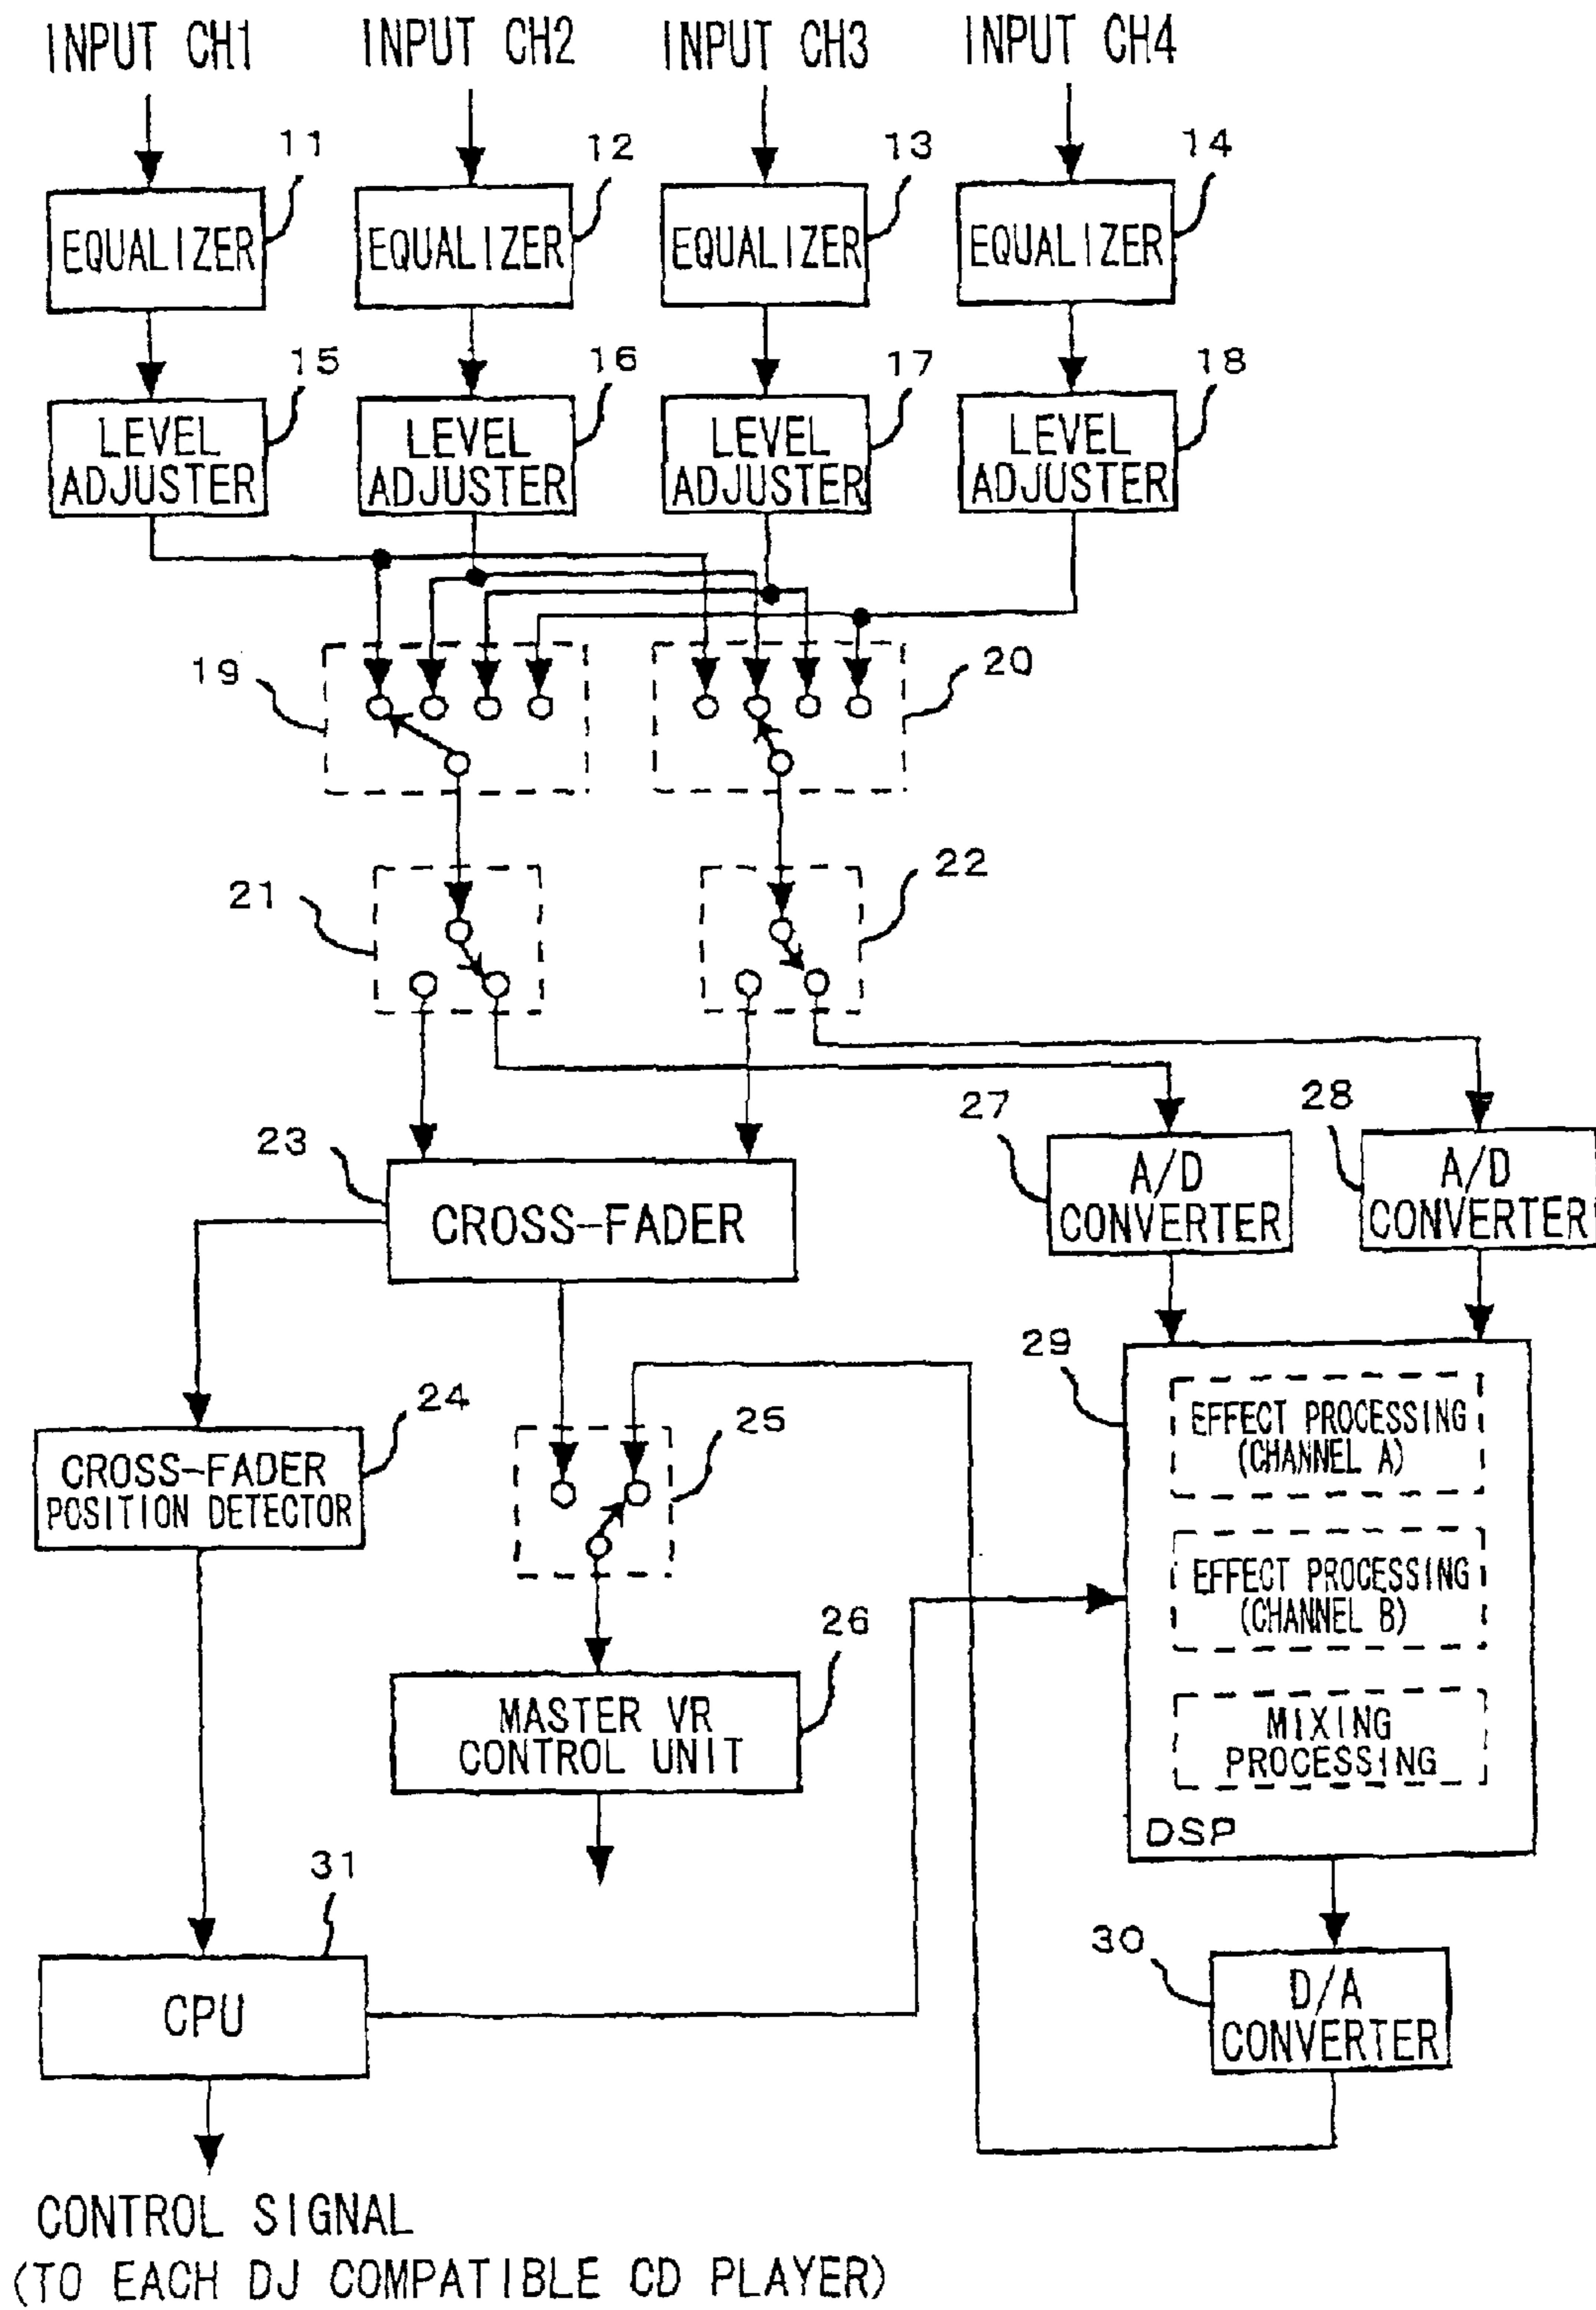 INPUT CH1 INPUT CH2 INPUT CH3 INPUT CH4
11 12 13 14
EQUALIZER EQUALIZER EQUALIZER EQUALIZER
15 16 17 18
LEVEL ADJUSTER
LEVEL ADJUSTER
LEVEL ADJUSTER
LEVEL ADJUSTER
19 20
21 22
27 28
23
A/D CONVERTER
A/D CONVERTER
CROSS-FADER
29
24
25
EFFECT PROCESSING
(CHANNEL A)
CROSS-FADER
POSITION DETECTOR
EFFECT PROCESSING
(CHANNEL B)
26
MASTER VR
CONTROL UNIT
MIXING
PROCESSING
DSP
31
30
CPU
D/A
CONVERTER
CONTROL SIGNAL
(TO EACH DJ COMPATIBLE CD PLAYER)